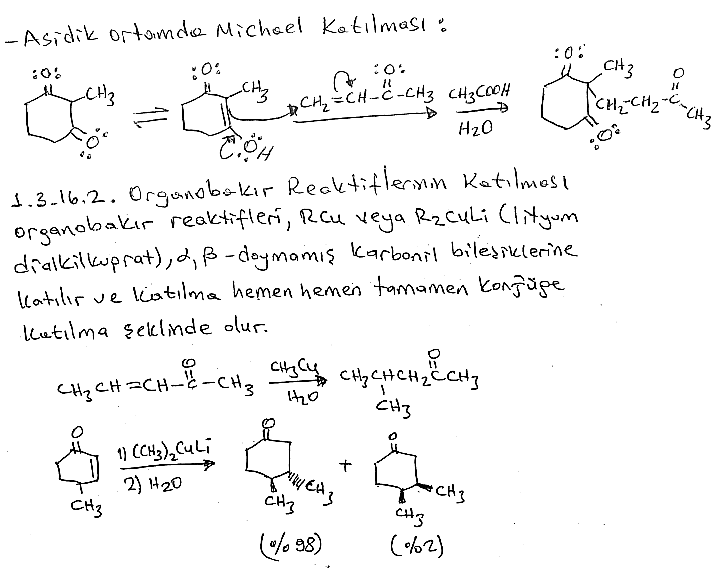 - Asidik ortamda Michael Katılması :
:O: CH3 O ⇌ :O: CH3 C.ÖH CH2=CH-C-CH3 :O: CH3COOH H2O :O: CH3 CH2-CH2-C-CH3 O :O:
1.3.16.2. Organobakır Reaktiflerinin Katılması
organobakır reaktifleri, RCu veya R2CuLi (lityum
dialkilkuprat), α, β-doymamış karbonil bileşiklerine
katılır ve katılma hemen hemen tamamen konjüge
katılma şeklinde olur.
CH3CH=CH-C-CH3 O CH3Cu H2O CH3CHCH2CCH3 O CH3
O CH3 1) (CH3)2CuLi 2) H2O O CH3 CH3 + O CH3 CH3
(%98) (%2)